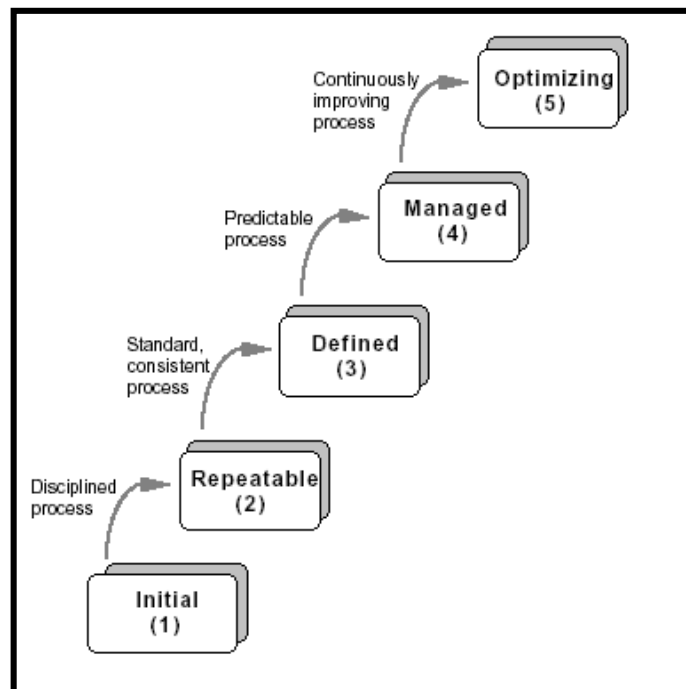 Continuously
improving
process
Optimizing
(5)
Predictable
process
Managed
(4)
Standard,
consistent
process
Defined
(3)
Disciplined
process
Repeatable
(2)
Initial
(1)